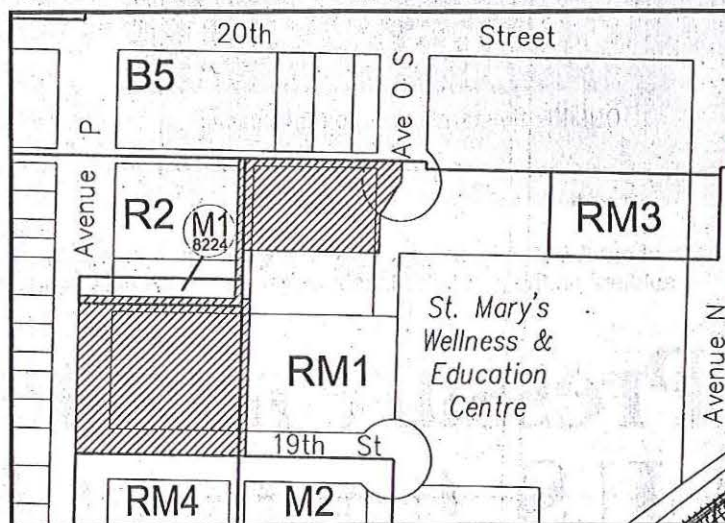 20th Street
B5
Avenue P
Ave O S
R2
M1
8224
RM3
St. Mary's
Wellness &
Education
Centre
Avenue N
RM1
19th St
RM4
M2